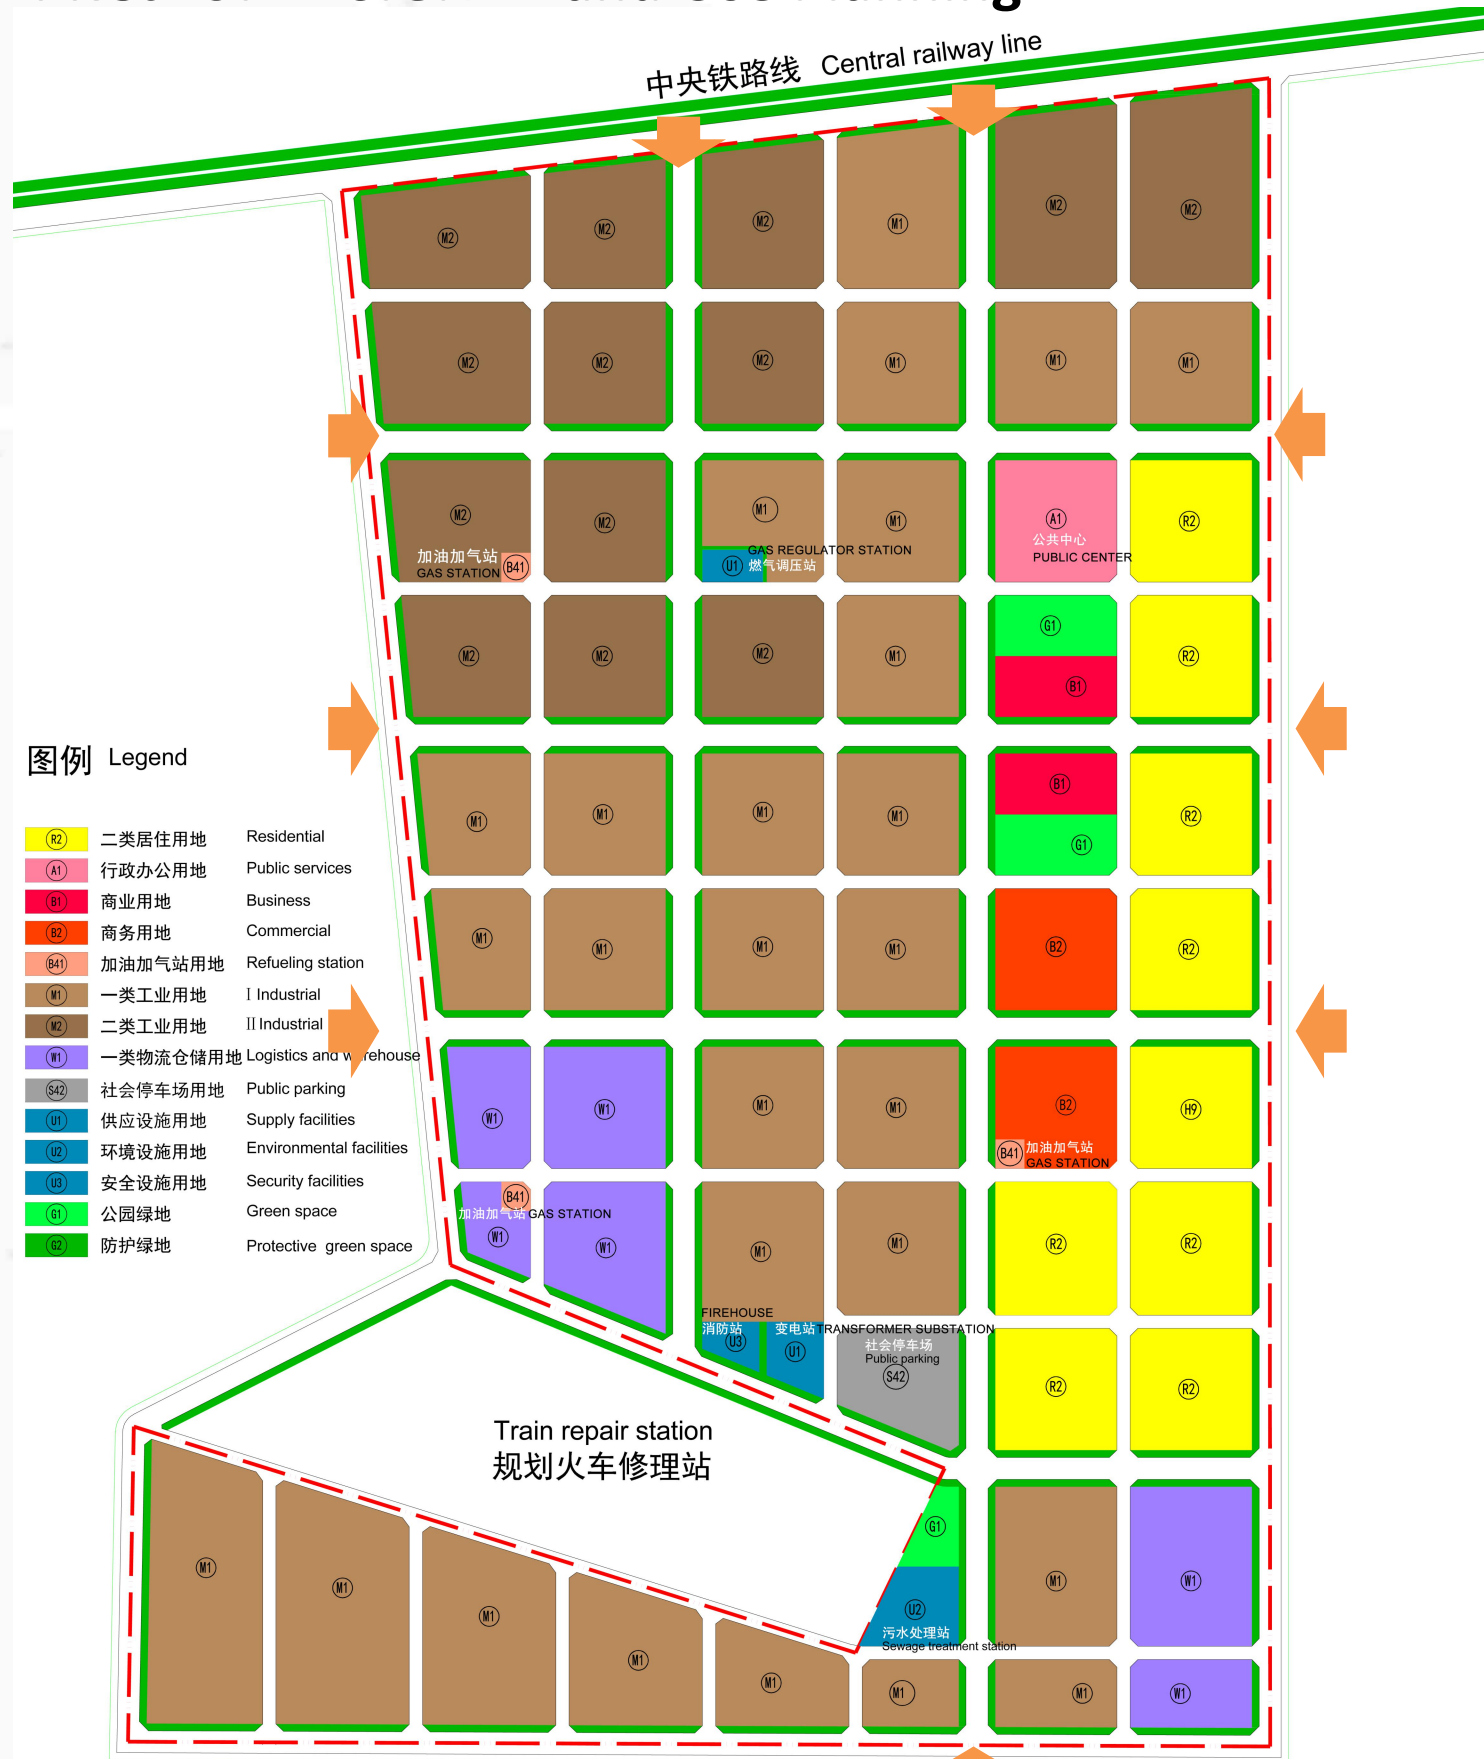 中央铁路线 Central railway line
M2 M2 M2 M1 M2 M2
M2 M2 M2 M1 M1 M1
M2 M2 M1 M1 A1 R2
公共中心
PUBLIC CENTER
加油加气站
GAS STATION
B41
GAS REGULATOR STATION
U1 燃气调压站
G1
M2 M2 M2 M1 R2
B1
图例 Legend
B1
M1 M1 M1 M1 R2
G1
M1 M1 M1 M1 B2 R2
R2 二类居住用地 Residential
A1 行政办公用地 Public services
B1 商业用地 Business
B2 商务用地 Commercial
B41 加油加气站用地 Refueling station
M1 一类工业用地 I Industrial
M2 二类工业用地 II Industrial
W1 一类物流仓储用地 Logistics and w rehouse
S42 社会停车场用地 Public parking
U1 供应设施用地 Supply facilities
U2 环境设施用地 Environmental facilities
U3 安全设施用地 Security facilities
G1 公园绿地 Green space
G2 防护绿地 Protective green space
W1 W1 M1 M1 B2 H9
B41 加油加气站
GAS STATION
B41
加油加气站 GAS STATION
W1 W1 M1 M1 R2 R2
FIREHOUSE
消防站
U3
变电站 TRANSFORMER SUBSTATION
U1
社会停车场
Public parking
S42
R2 R2
Train repair station
规划火车修理站
G1
M1 M1 M1 M1 M1 M1 W1
U2
污水处理站
Sewage treatment station
M1 M1 W1